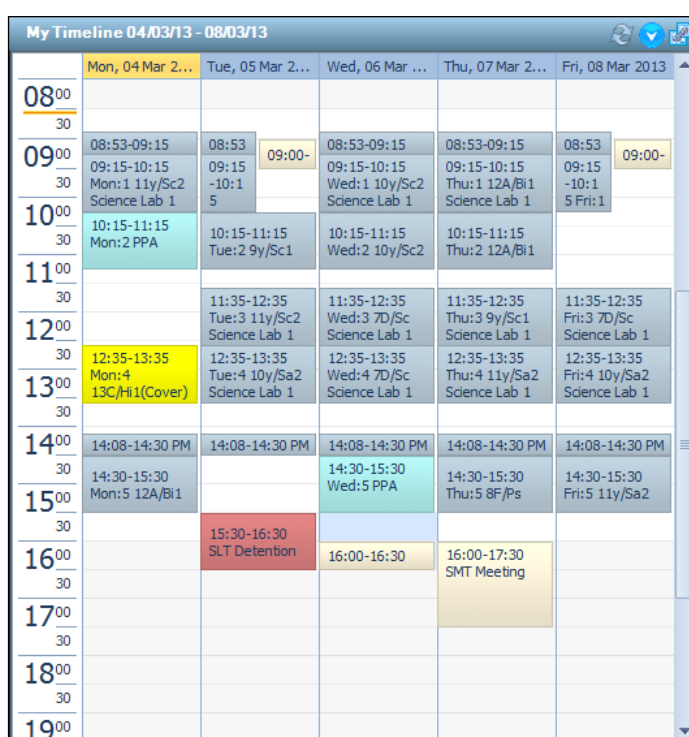 My Timeline 04/03/13 - 08/03/13
Mon, 04 Mar 2... Tue, 05 Mar 2... Wed, 06 Mar ... Thu, 07 Mar 2... Fri, 08 Mar 2013
08 00
30
09 00
30
10 00
30
11 00
30
12 00
30
13 00
30
14 00
30
15 00
30
16 00
30
17 00
30
18 00
30
19 00
08:53-09:15
09:15-10:15
Mon:1 11y/Sc2
Science Lab 1
10:15-11:15
Mon:2 PPA
12:35-13:35
Mon:4
13C/Hi1(Cover)
14:08-14:30 PM
14:30-15:30
Mon:5 12A/Bi1
08:53
09:00-
09:15
-10:1
5
10:15-11:15
Tue:2 9y/Sc1
11:35-12:35
Tue:3 11y/Sc2
Science Lab 1
12:35-13:35
Tue:4 10y/Sa2
Science Lab 1
14:08-14:30 PM
15:30-16:30
SLT Detention
08:53-09:15
09:15-10:15
Wed:1 10y/Sc2
Science Lab 1
10:15-11:15
Wed:2 10y/Sc2
11:35-12:35
Wed:3 7D/Sc
Science Lab 1
12:35-13:35
Wed:4 7D/Sc
Science Lab 1
14:08-14:30 PM
14:30-15:30
Wed:5 PPA
16:00-16:30
08:53-09:15
09:15-10:15
Thu:1 12A/Bi1
Science Lab 1
10:15-11:15
Thu:2 12A/Bi1
11:35-12:35
Thu:3 9y/Sc1
Science Lab 1
12:35-13:35
Thu:4 11y/Sa2
Science Lab 1
14:08-14:30 PM
14:30-15:30
Thu:5 8F/Ps
16:00-17:30
SMT Meeting
08:53
09:00-
09:15
-10:1
5 Fri:1
11:35-12:35
Fri:3 7D/Sc
Science Lab 1
12:35-13:35
Fri:4 10y/Sa2
Science Lab 1
14:08-14:30 PM
14:30-15:30
Fri:5 11y/Sa2